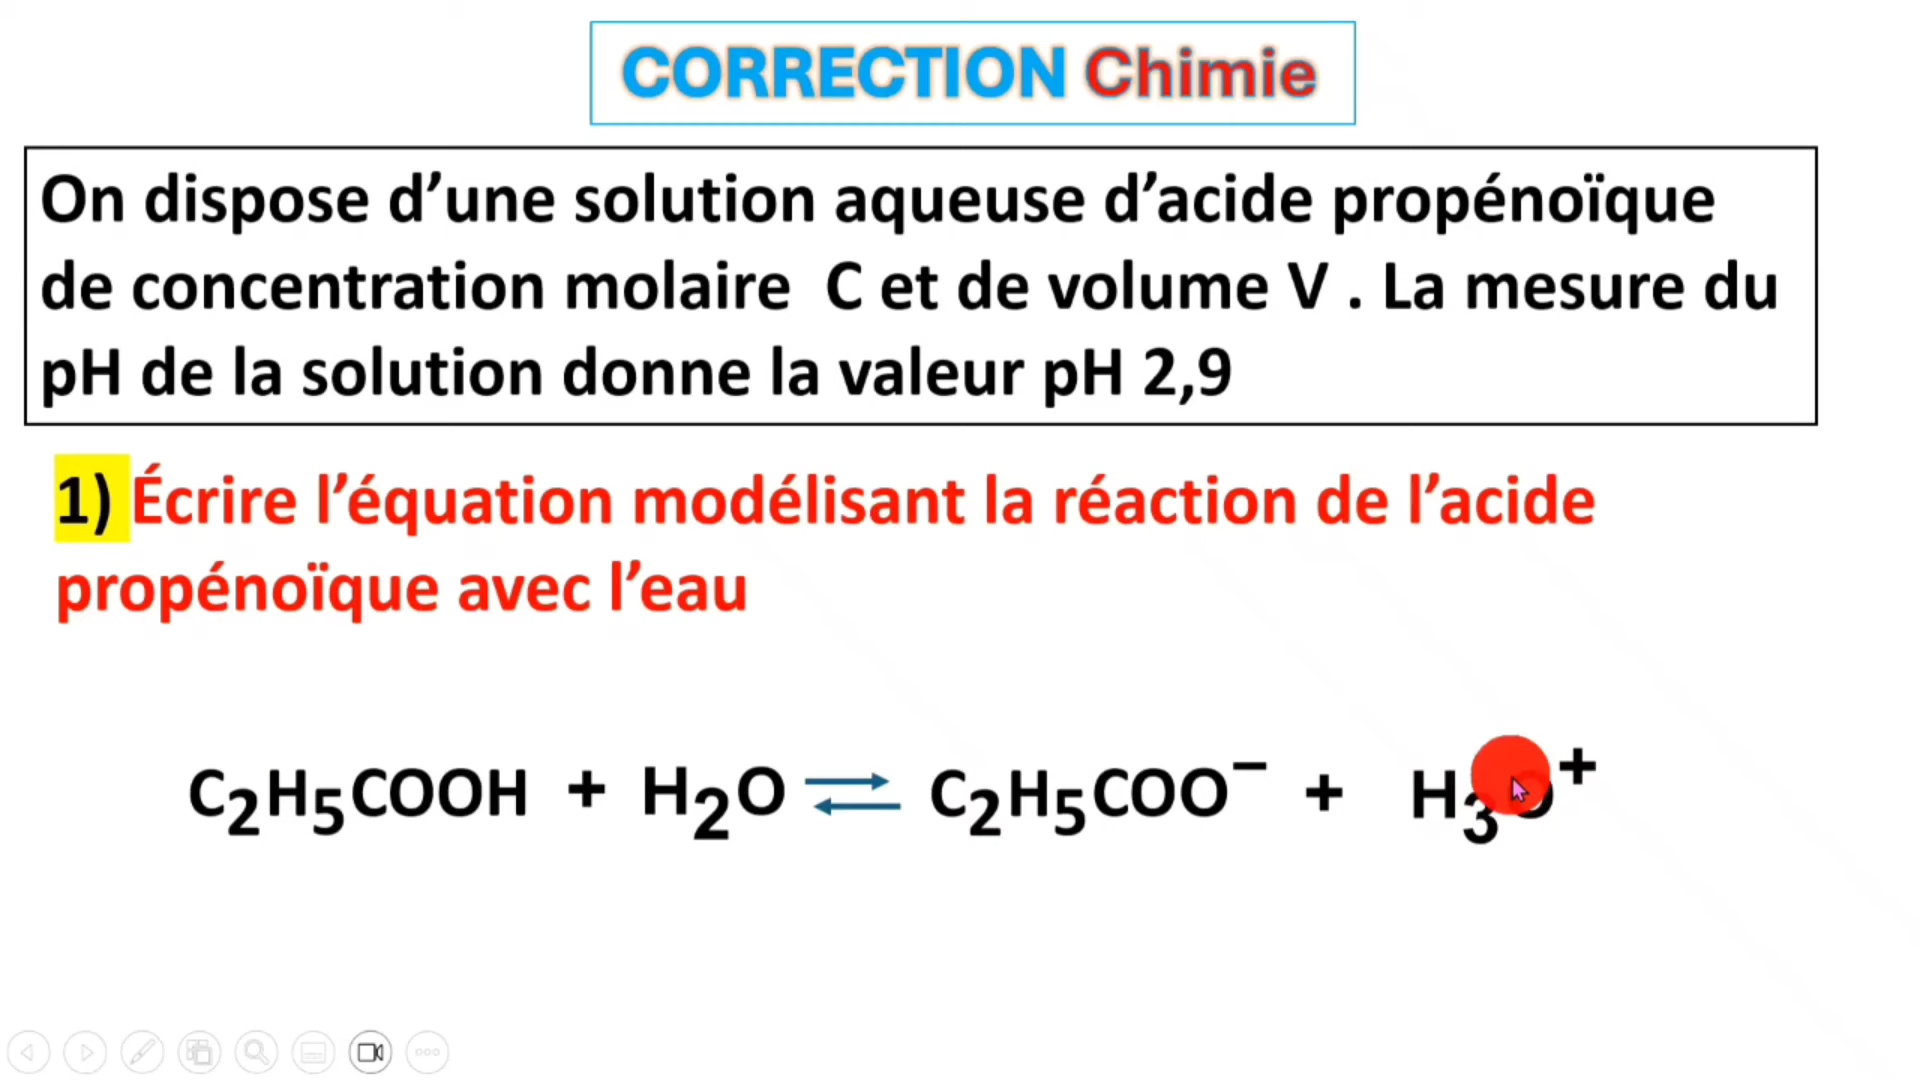 CORRECTION Chimie
On dispose d’une solution aqueuse d’acide propénoïque
de concentration molaire C et de volume V . La mesure du
pH de la solution donne la valeur pH 2,9
1) Écrire l’équation modélisant la réaction de l’acide
propénoïque avec l’eau
C₂H₅COOH + H₂O ⇌ C₂H₅COO⁻ + H₃O⁺